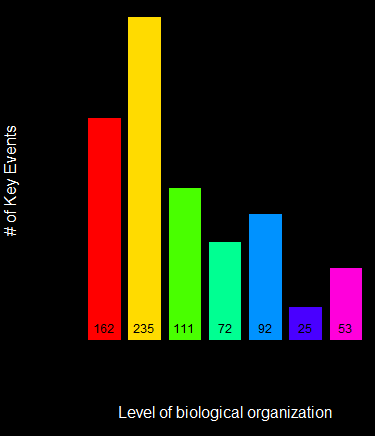 # of Key Events
162 235 111 72 92 25 53
Level of biological organization